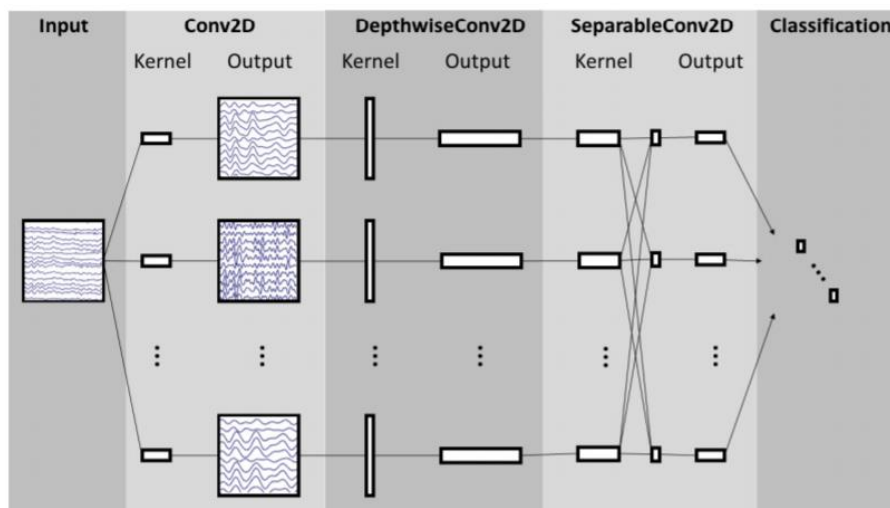 Input Conv2D DepthwiseConv2D SeparableConv2D Classification
Kernel Output Kernel Output Kernel Output